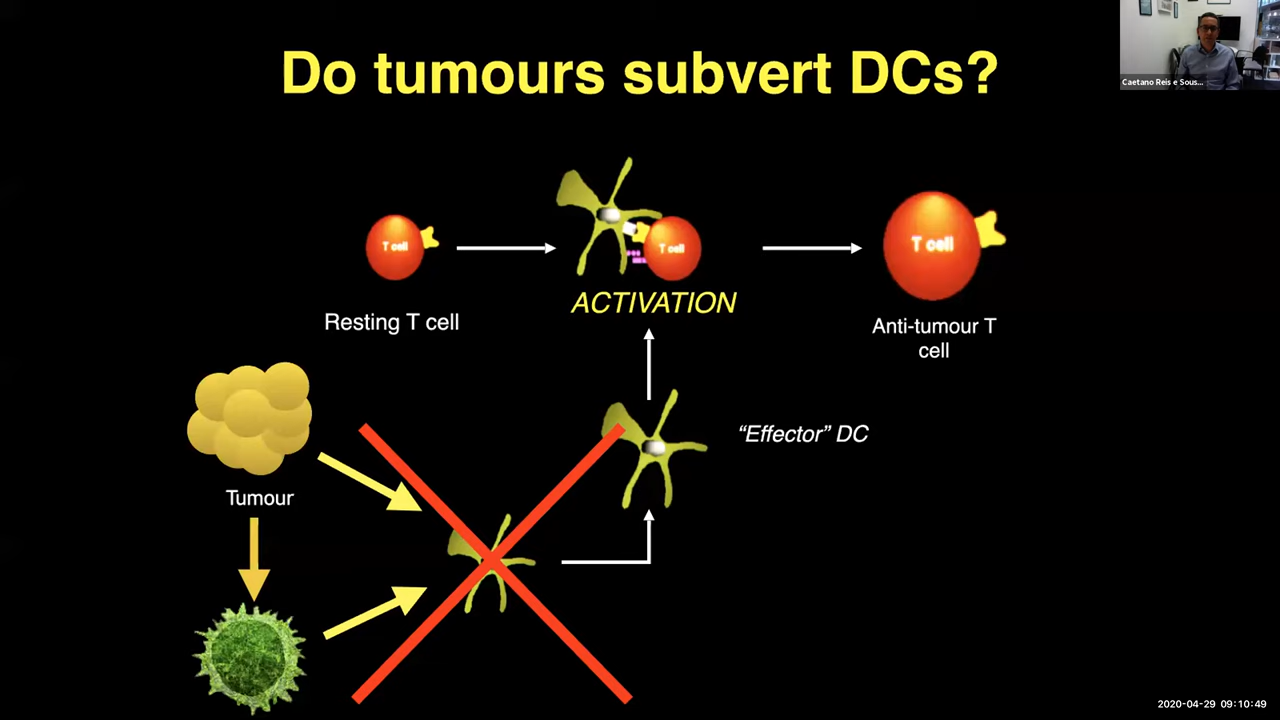 Do tumours subvert DCs?
Caetano Reis e Sous...
T cell
T cell
T cell
ACTIVATION
Resting T cell
Anti-tumour T
cell
"Effector" DC
Tumour
2020-04-29 09:10:49